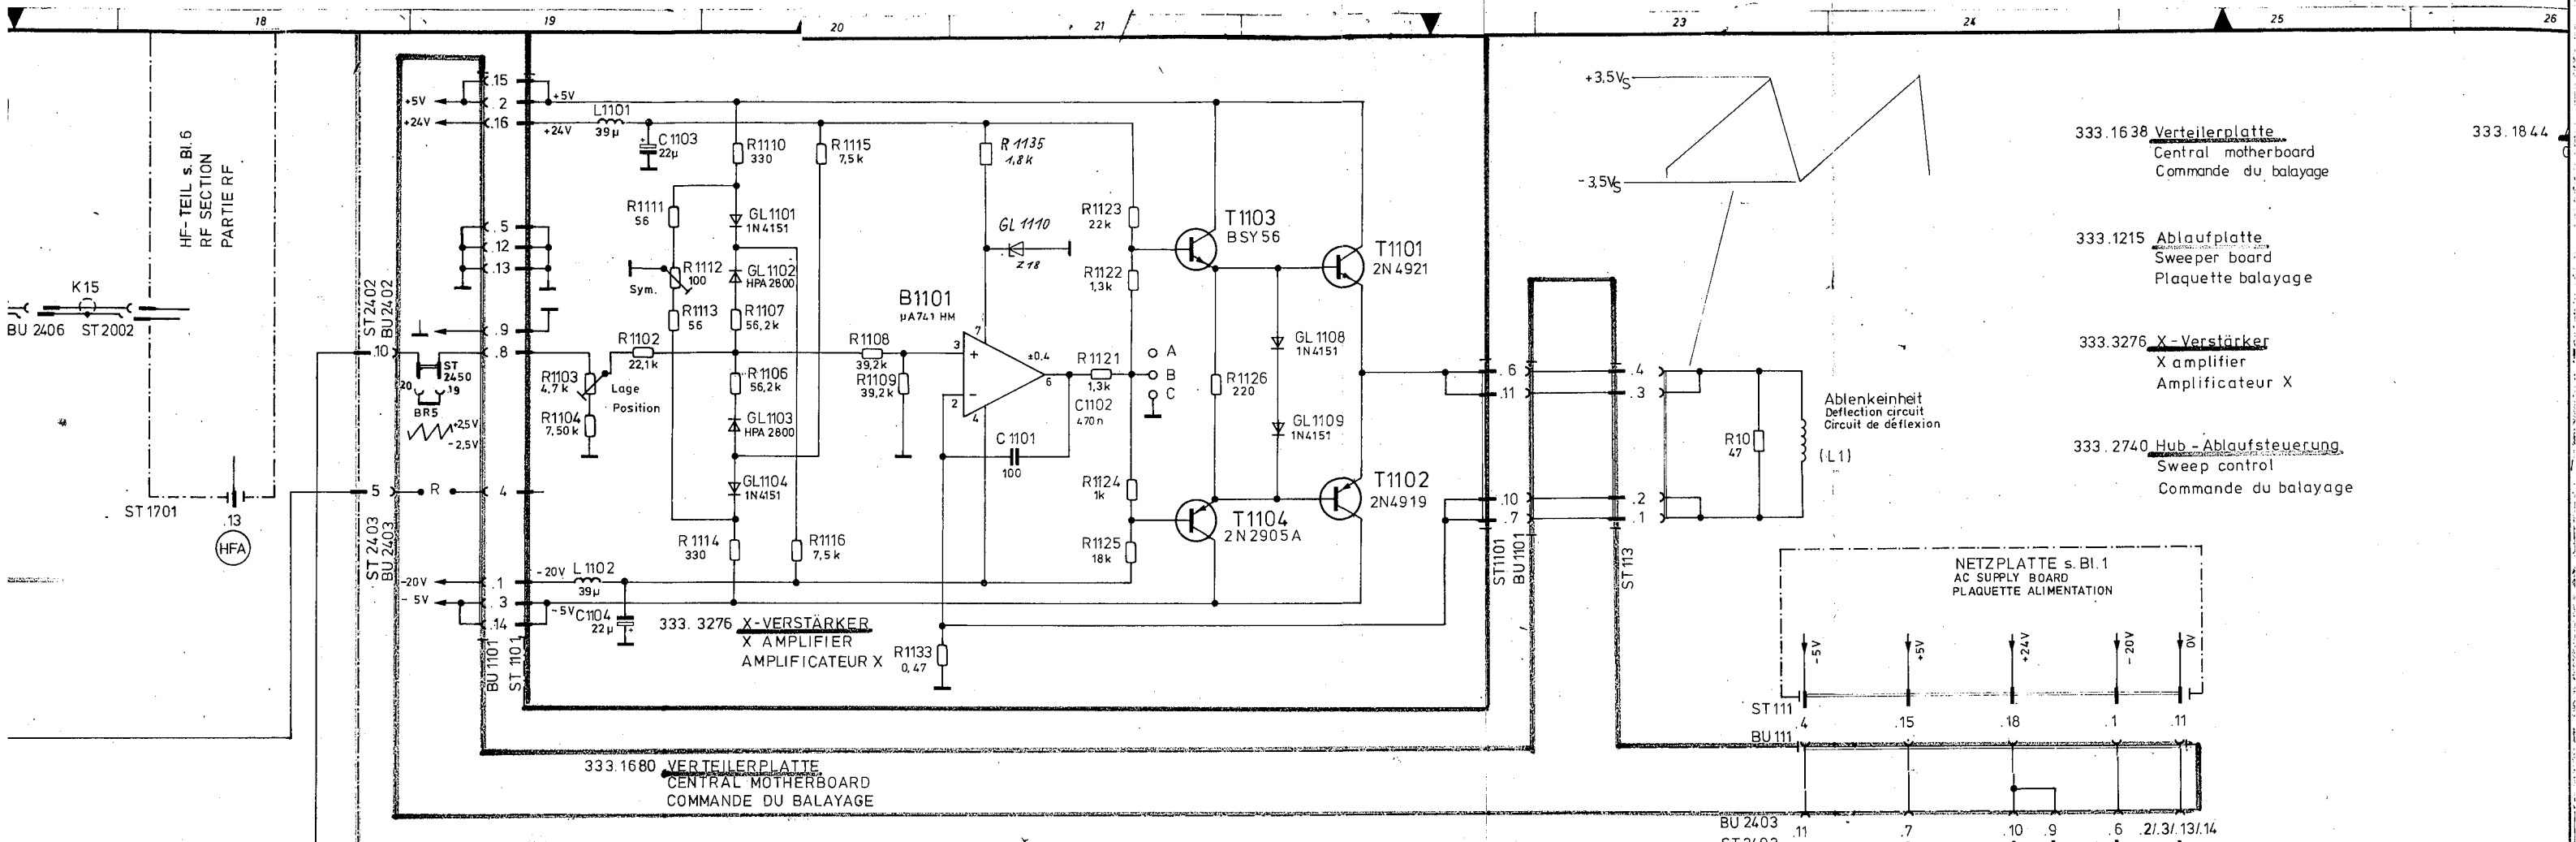 18
19
20
21
23
24
25
26
HF-TEIL s. Bl. 6
RF SECTION
PARTIE RF
K15
BU 2406
ST 2002
ST 1701
.13
HFA
ST 2402
BU 2402
.10
ST 2450
20
.19
BR5
+2,5V
-2,5V
5
R
4
ST 2403
BU 2403
+5V
+24V
-20V
-5V
.15
.2
.16
.5
.12
.13
.9
.8
.1
.3
.14
BU 1101
ST 1101
+5V
+24V
-20V
-5V
L1101
39µ
C1103
22µ
R1110
330
R1115
7,5k
R 1135
1,8k
R1111
56
GL1101
1N4151
R1112
100
Sym.
GL1102
HPA 2800
R1113
56
R1107
56,2k
R1102
22,1k
R1103
4,7 k
Lage
Position
R1104
7,50k
R1106
56,2k
GL1103
HPA 2800
GL1104
1N4151
R1114
330
R1116
7,5 k
L1102
39µ
C1104
22µ
R1108
39,2k
R1109
39,2k
B1101
µA741 HM
3
+
7
±0,4
6
2
-
4
GL 1110
Z18
C1101
100
R1121
1,3k
C1102
470n
A
B
C
R1123
22k
R1122
1,3k
R1124
1k
R1125
18k
T1103
BSY56
T1104
2N2905A
R1126
220
GL1108
1N4151
GL1109
1N4151
T1101
2N4921
T1102
2N4919
R1133
0,47
333.3276 X-VERSTÄRKER
X AMPLIFIER
AMPLIFICATEUR X
333.1680 VERTEILERPLATTE
CENTRAL MOTHERBOARD
COMMANDE DU BALAYAGE
.6
.11
.10
.7
ST1101
BU1101
.4
.3
.2
.1
ST113
+3,5Vs
-3,5Vs
R10
47
(L1)
Ablenkeinheit
Deflection circuit
Circuit de déflexion
333.1638 Verteilerplatte
Central motherboard
Commande du balayage
333.1844
333.1215 Ablaufplatte
Sweeper board
Plaquette balayage
333.3276 X-Verstärker
X amplifier
Amplificateur X
333.2740 Hub-Ablaufsteuerung
Sweep control
Commande du balayage
NETZPLATTE s. Bl. 1
AC SUPPLY BOARD
PLAQUETTE ALIMENTATION
-5V
+5V
+24V
-20V
0V
ST111
.4
.15
.18
.1
.11
BU111
BU 2403
.11
.7
.10
.9
.6
.2/.3/.13/.14